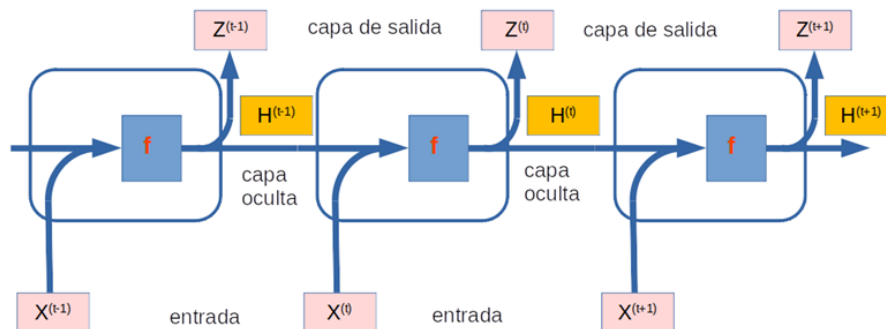 Z(t-1)
capa de salida
Z(t)
capa de salida
Z(t+1)
H(t-1)
H(t)
H(t+1)
f
f
f
capa
oculta
capa
oculta
X(t-1)
entrada
X(t)
entrada
X(t+1)